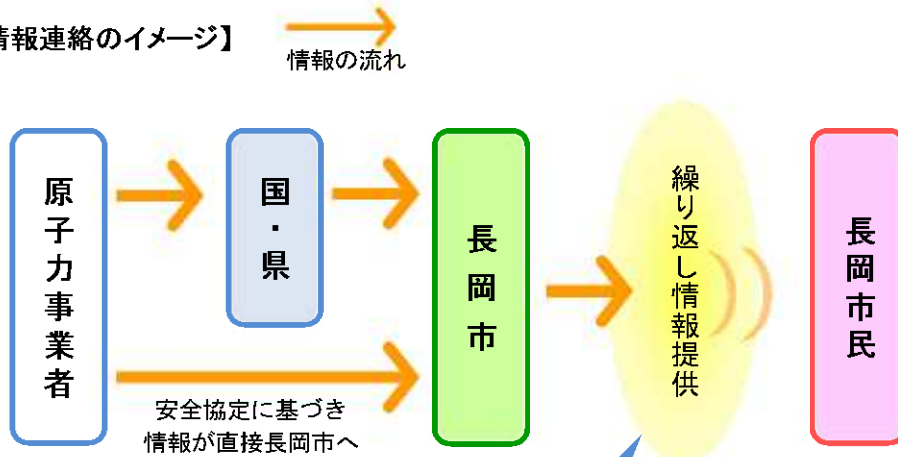 情報連絡のイメージ】
情報の流れ
原子力事業者
国・県
長岡市
繰り返し情報提供
長岡市民
安全協定に基づき
情報が直接長岡市へ